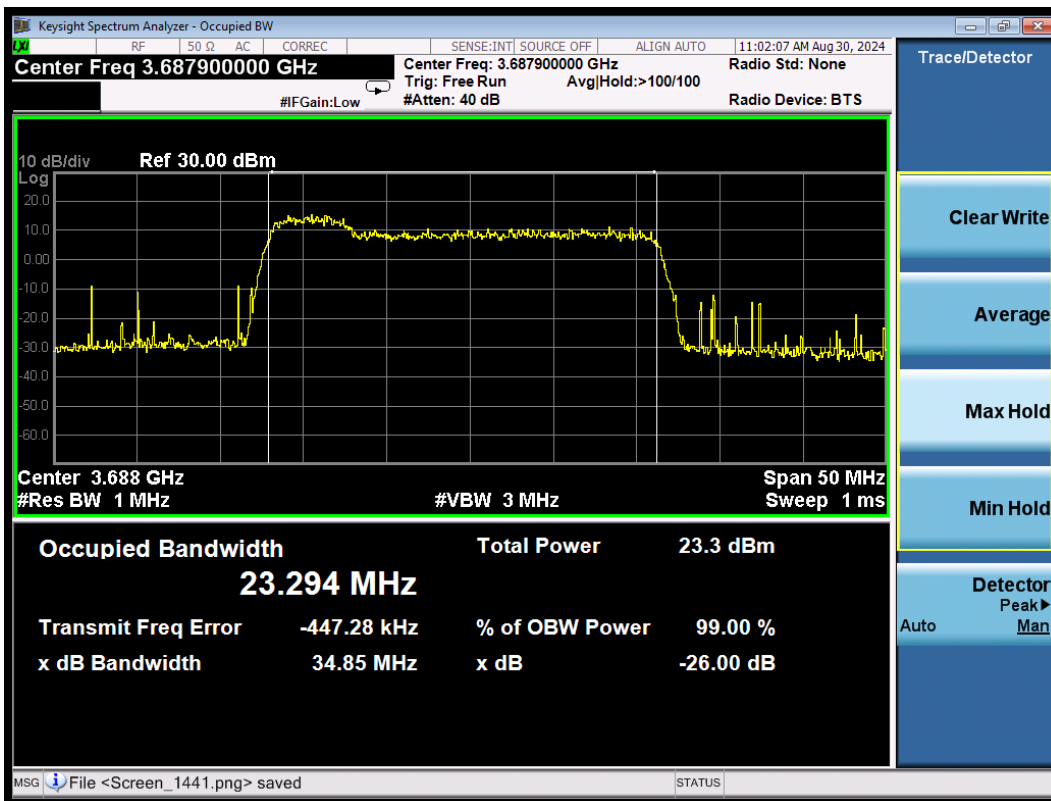 Keysight Spectrum Analyzer - Occupied BW
LXI RF 50 Ω AC CORREC SENSE:INT SOURCE OFF ALIGN AUTO 11:02:07 AM Aug 30, 2024
Center Freq 3.687900000 GHz
Center Freq: 3.687900000 GHz
Radio Std: None
Trig: Free Run Avg|Hold:>100/100
#IFGain:Low #Atten: 40 dB Radio Device: BTS
10 dB/div Ref 30.00 dBm
Log
20.0
10.0
0.00
-10.0
-20.0
-30.0
-40.0
-50.0
-60.0
Center 3.688 GHz Span 50 MHz
#Res BW 1 MHz #VBW 3 MHz Sweep 1 ms
Occupied Bandwidth Total Power 23.3 dBm
23.294 MHz
Transmit Freq Error -447.28 kHz % of OBW Power 99.00 %
x dB Bandwidth 34.85 MHz x dB -26.00 dB
Trace/Detector
Clear Write
Average
Max Hold
Min Hold
Detector
Peak▶
Auto Man
MSG File <Screen_1441.png> saved STATUS